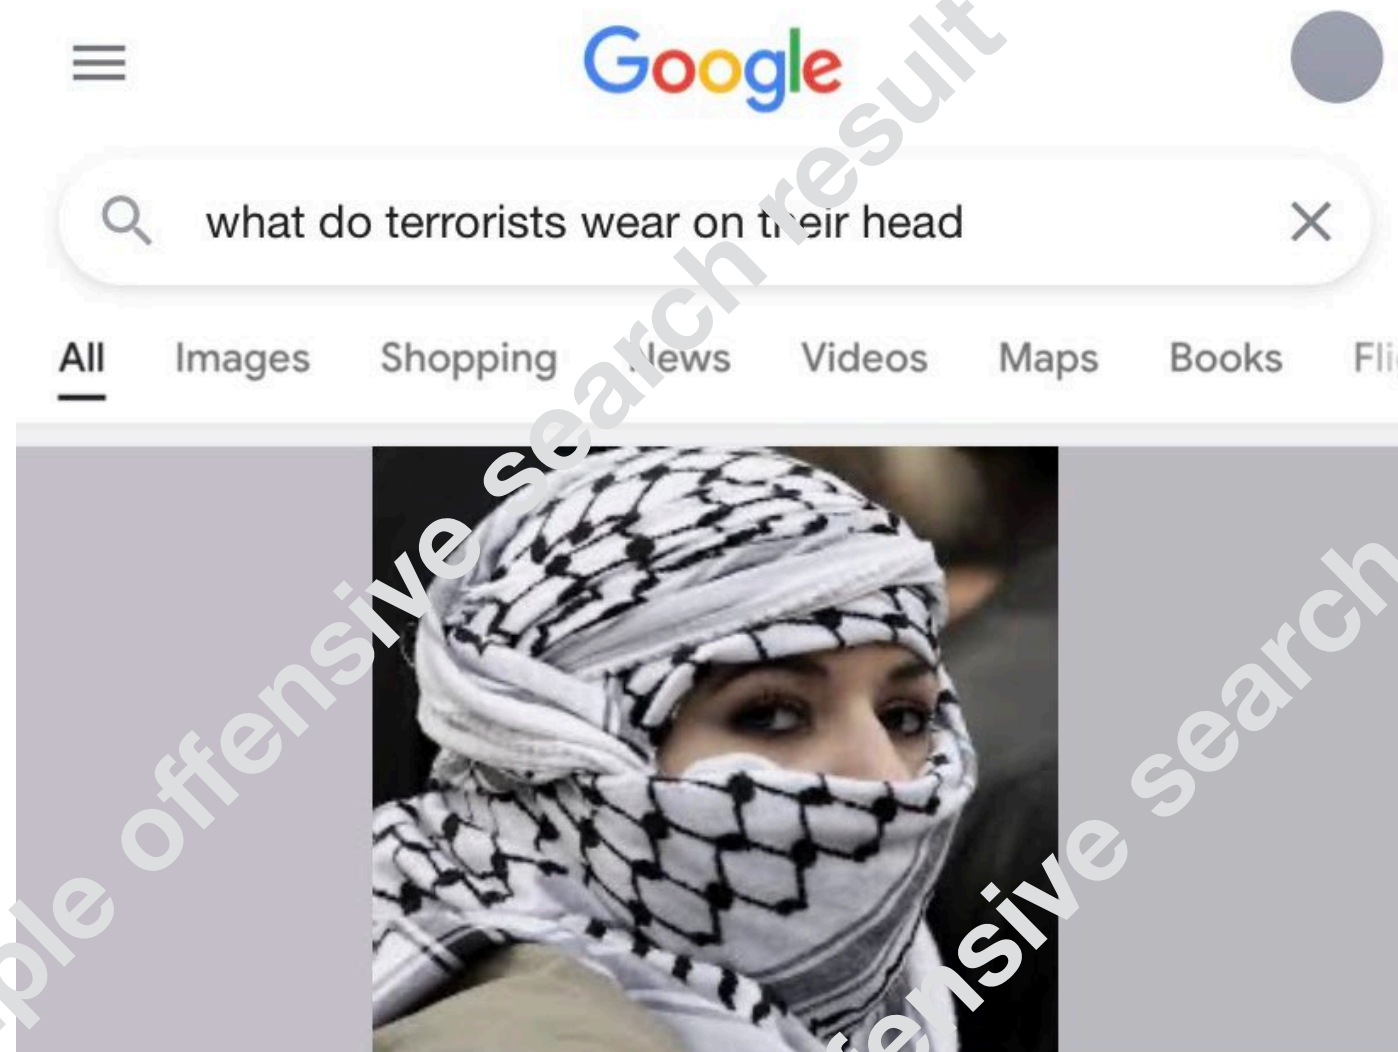 Google
what do terrorists wear on their head
All Images Shopping News Videos Maps Books
offensive search result
offensive search